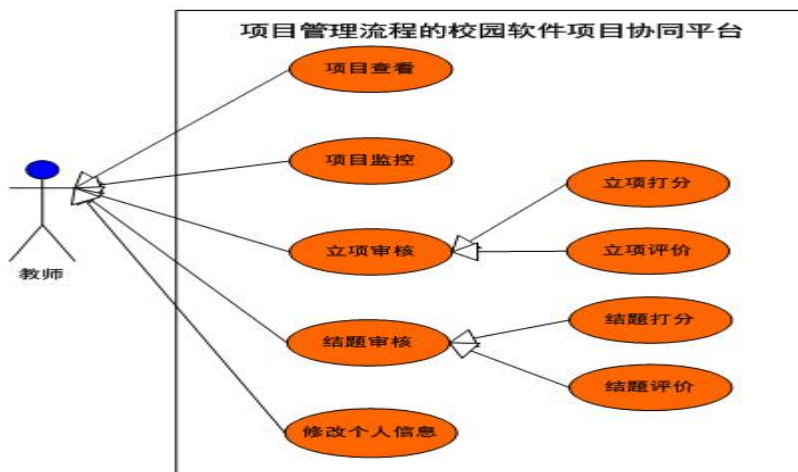 项目管理流程的校园软件项目协同平台
项目查看
项目监控
立项打分
立项审核
立项评价
教师
结题打分
结题审核
结题评价
修改个人信息